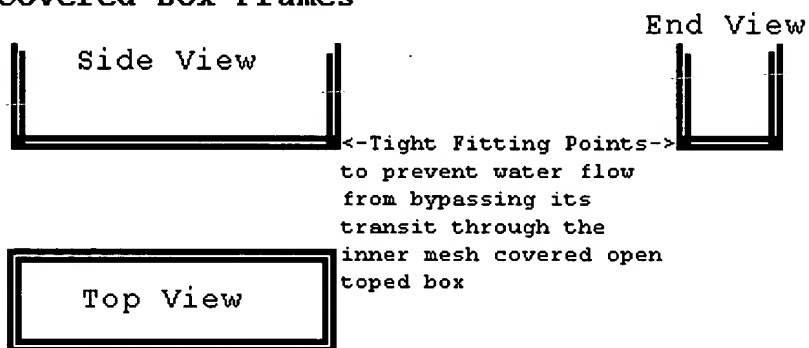 Covered Box Frames
End View
Side View
<-Tight Fitting Points->
to prevent water flow
from bypassing its
transit through the
inner mesh covered open
toped box
Top View